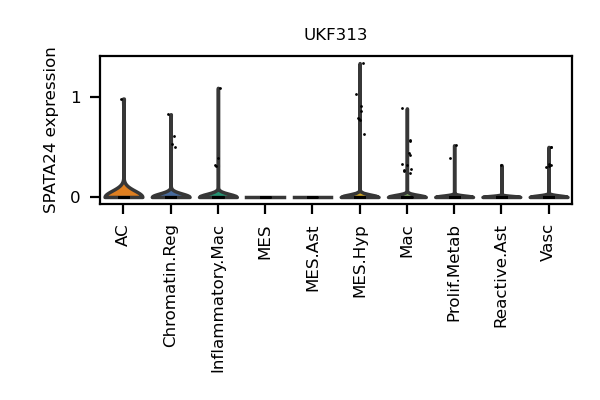 UKF313
SPATA24 expression
1
0
AC
Chromatin.Reg
Inflammatory.Mac
MES
MES.Ast
MES.Hyp
Mac
Prolif.Metab
Reactive.Ast
Vasc